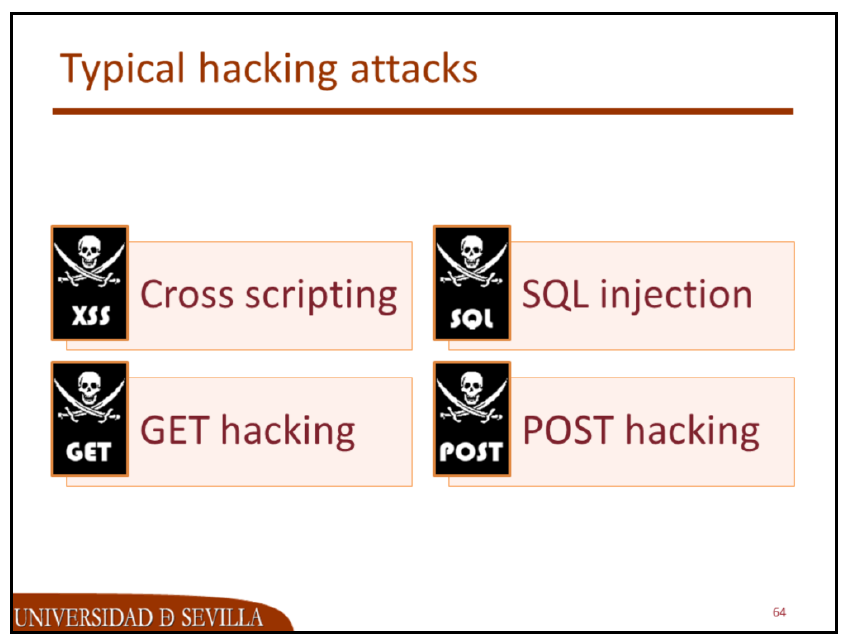 Typical hacking attacks
XSS
Cross scripting
SQL
SQL injection
GET
GET hacking
POST
POST hacking
UNIVERSIDAD Đ SEVILLA
64